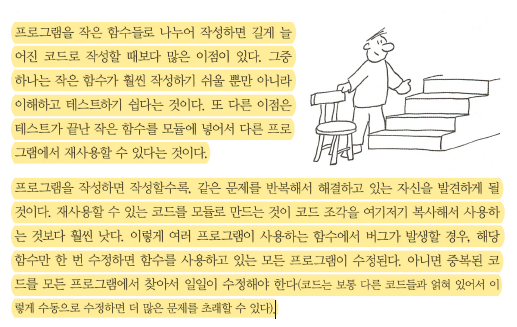 프로그램을 작은 함수들로 나누어 작성하면 길게 늘
어진 코드로 작성할 때보다 많은 이점이 있다. 그중
하나는 작은 함수가 훨씬 작성하기 쉬울 뿐만 아니라
이해하고 테스트하기 쉽다는 것이다. 또 다른 이점은
테스트가 끝난 작은 함수를 모듈에 넣어서 다른 프로
그램에서 재사용할 수 있다는 것이다.
프로그램을 작성하면 작성할수록, 같은 문제를 반복해서 해결하고 있는 자신을 발견하게 될
것이다. 재사용할 수 있는 코드를 모듈로 만드는 것이 코드 조각을 여기저기 복사해서 사용하
는 것보다 훨씬 낫다. 이렇게 여러 프로그램이 사용하는 함수에서 버그가 발생할 경우, 해당
함수만 한 번 수정하면 함수를 사용하고 있는 모든 프로그램이 수정된다. 아니면 중복된 코
드를 모든 프로그램에서 찾아서 일일이 수정해야 한다(코드는 보통 다른 코드들과 얽혀 있어서 이
렇게 수동으로 수정하면 더 많은 문제를 초래할 수 있다).